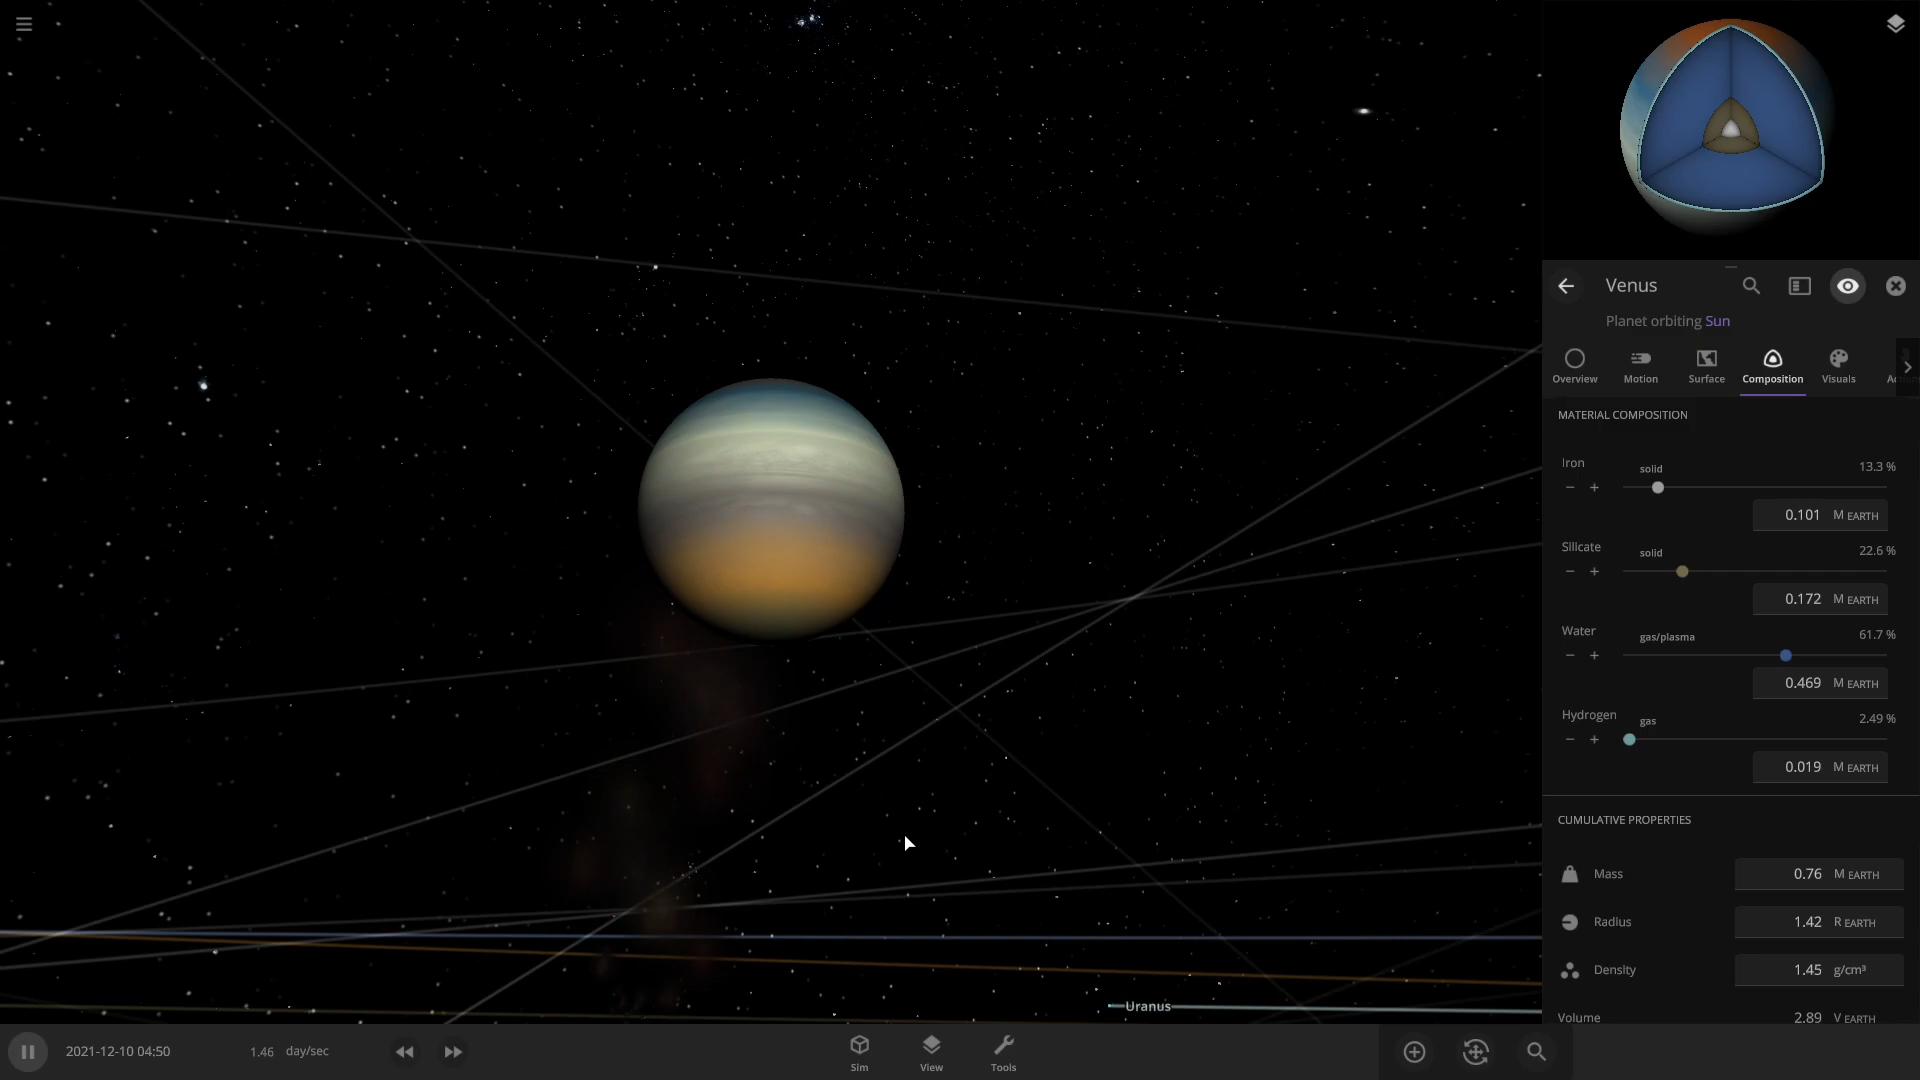 Venus
Planet orbiting Sun
Overview Motion Surface Composition Visuals
MATERIAL COMPOSITION
Iron solid 13.3 %
0.101 M EARTH
Silicate solid 22.6 %
0.172 M EARTH
Water gas/plasma 61.7 %
0.469 M EARTH
Hydrogen gas 2.49 %
0.019 M EARTH
CUMULATIVE PROPERTIES
Mass 0.76 M EARTH
Radius 1.42 R EARTH
Density 1.45 g/cm³
Volume 2.89 V EARTH
Uranus
2021-12-10 04:50 1.46 day/sec
Sim View Tools